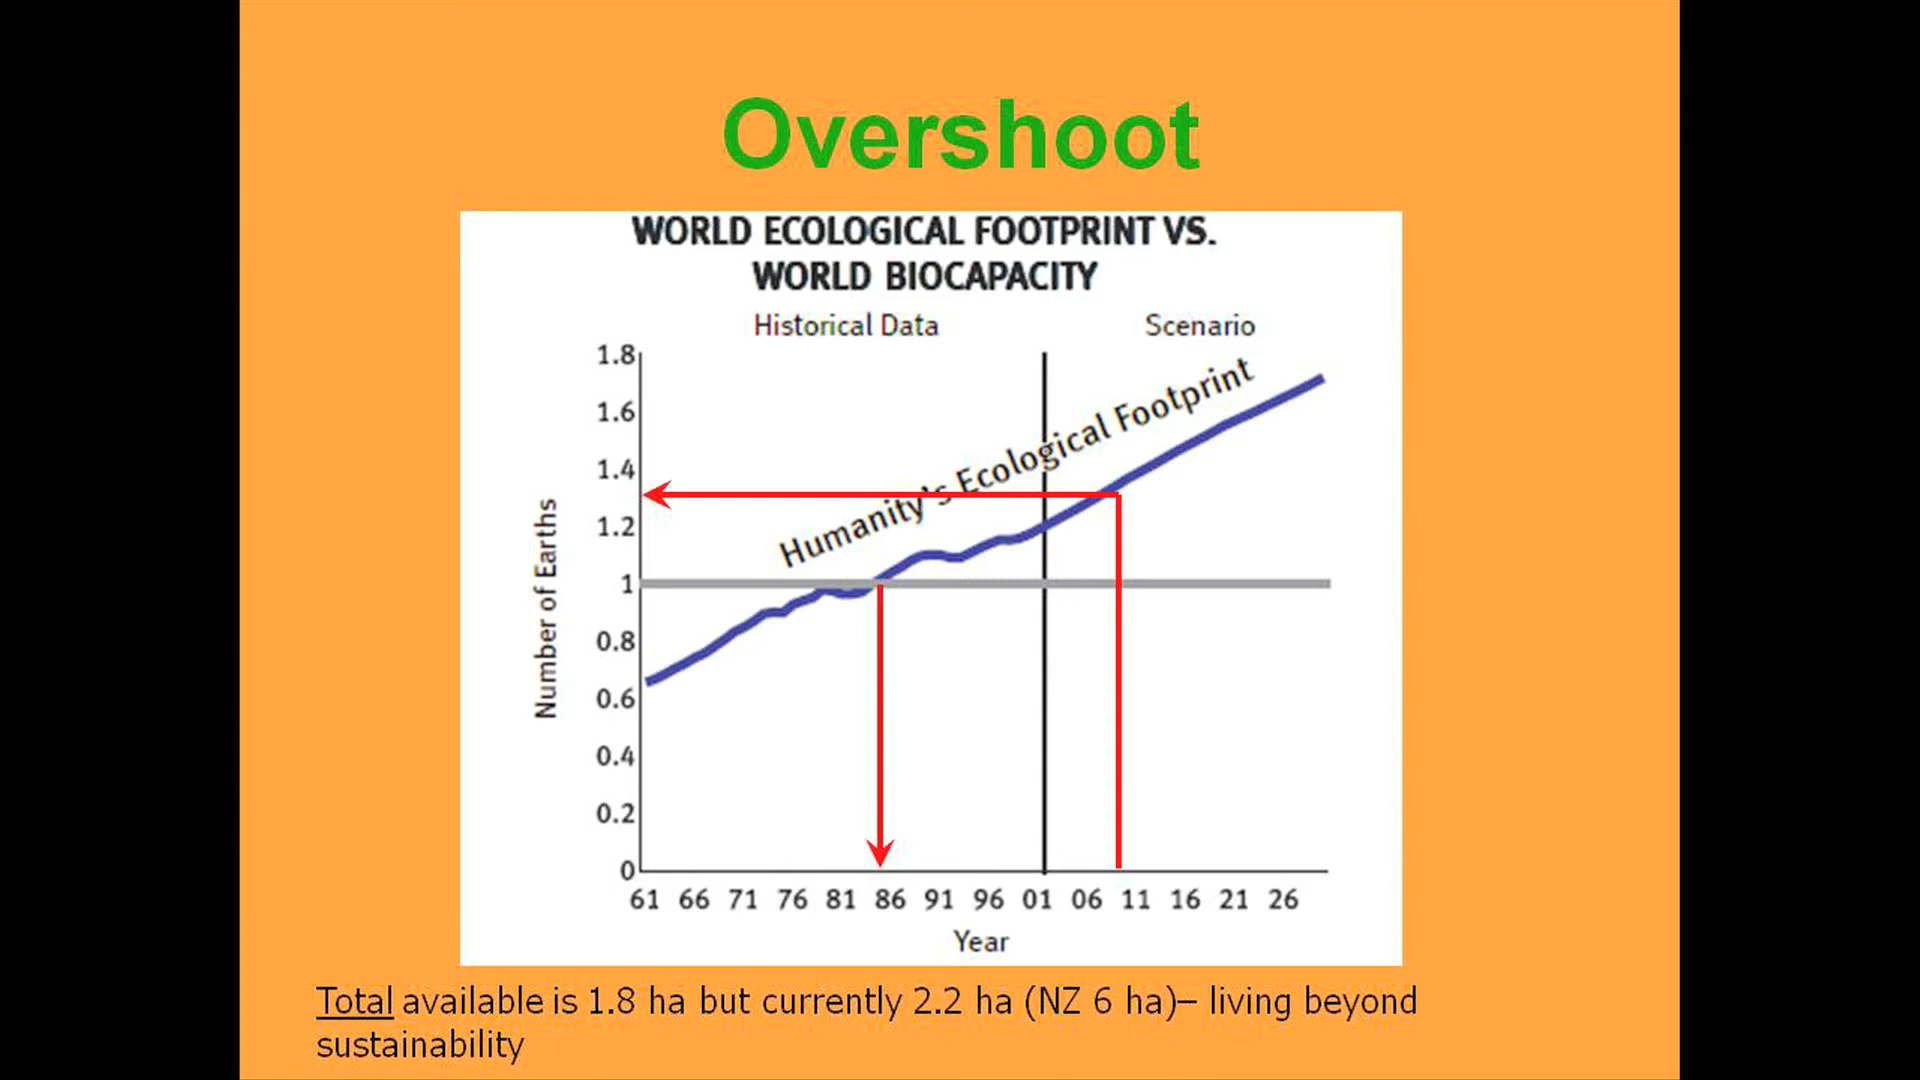 Overshoot
WORLD ECOLOGICAL FOOTPRINT VS.
WORLD BIOCAPACITY
Historical Data
Scenario
Humanity's Ecological Footprint
Number of Earths
1.8
1.6
1.4
1.2
1
0.8
0.6
0.4
0.2
0
61 66 71 76 81 86 91 96 01 06 11 16 21 26
Year
Total available is 1.8 ha but currently 2.2 ha (NZ 6 ha)– living beyond
sustainability